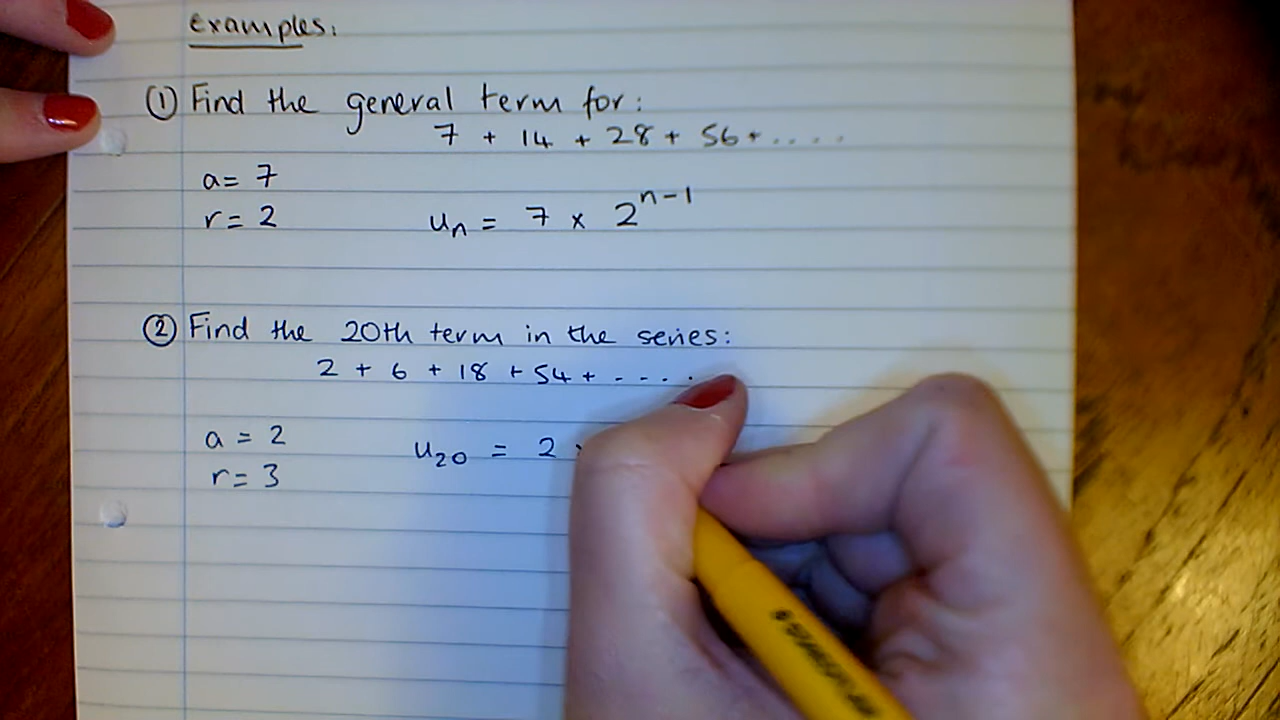 examples:
① Find the general term for:
7 + 14 + 28 + 56 + ....
a = 7
r = 2
uₙ = 7 × 2ⁿ⁻¹
② Find the 20th term in the series:
2 + 6 + 18 + 54 + ----
a = 2
r = 3
u₂₀ = 2